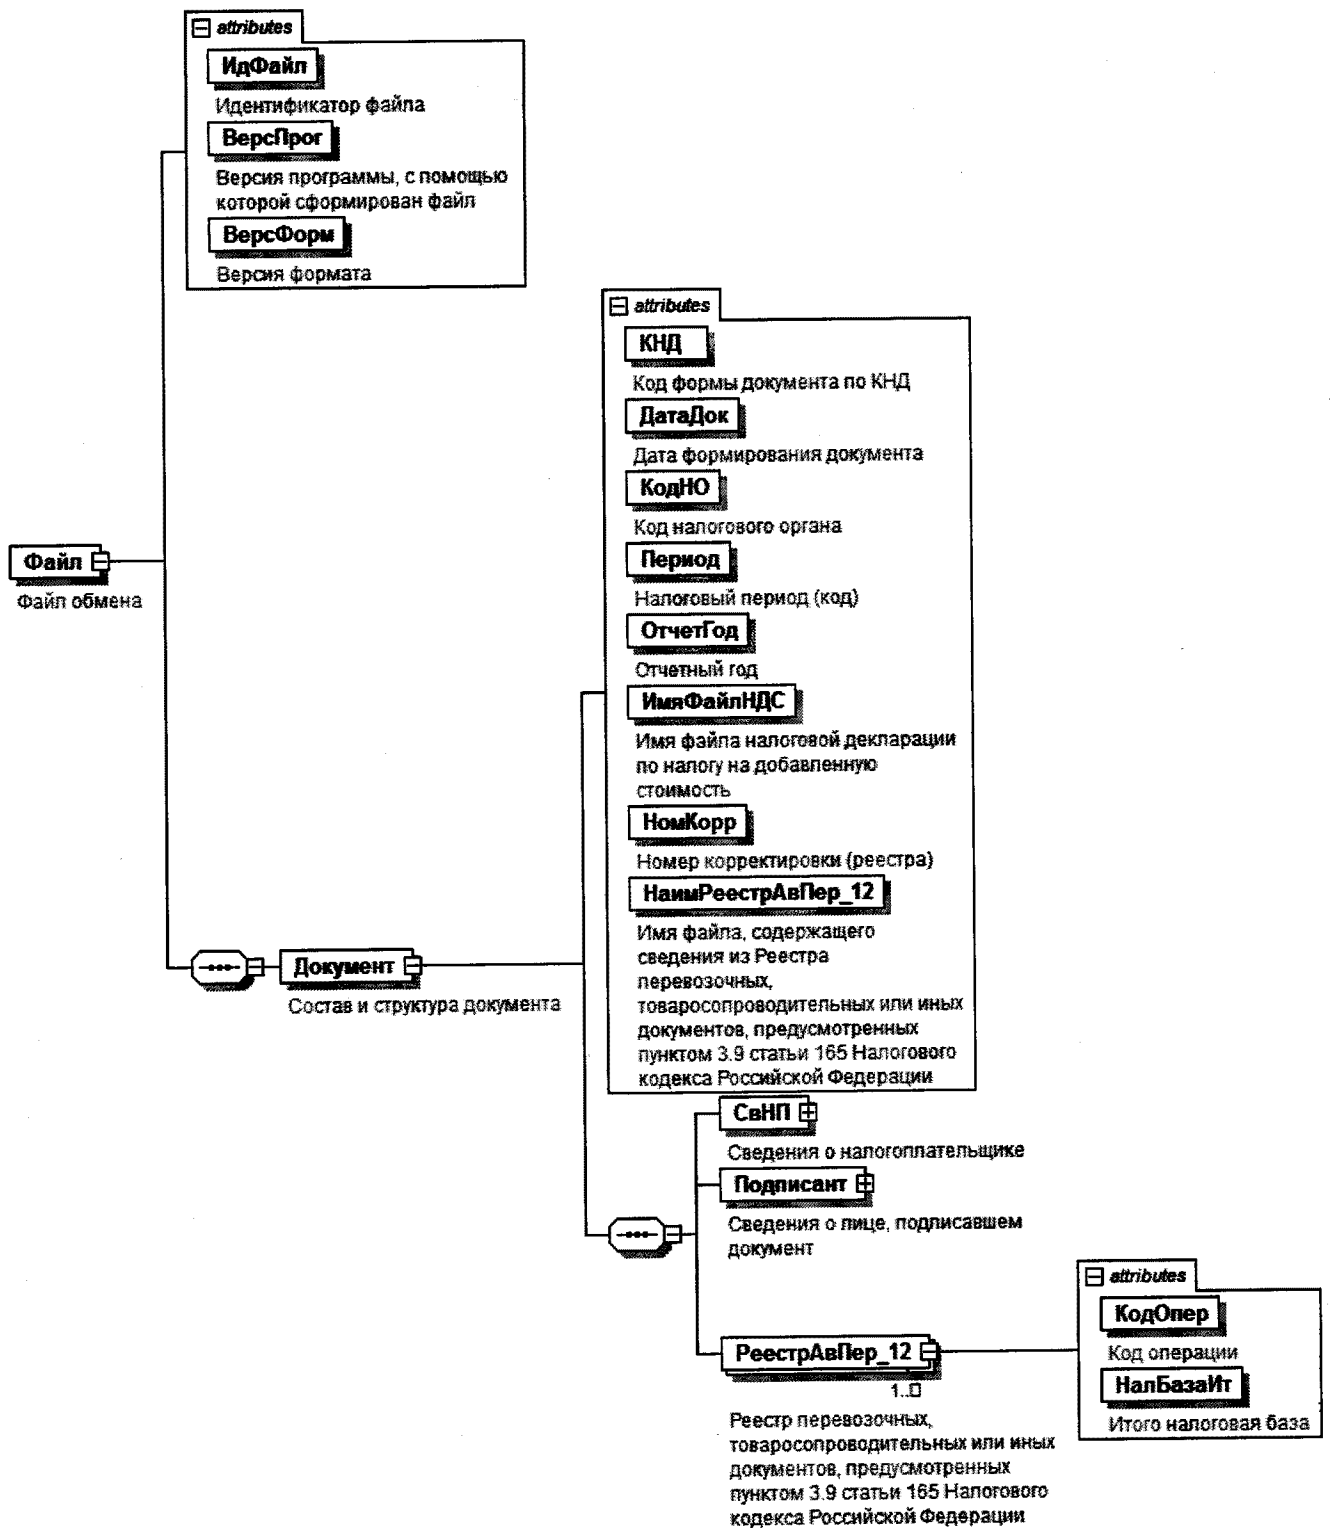 attributes
ИдФайл
Идентификатор файла
ВерсПрог
Версия программы, с помощью
которой сформирован файл
ВерсФорм
Версия формата
Файл
Файл обмена
attributes
КНД
Код формы документа по КНД
ДатаДок
Дата формирования документа
КодНО
Код налогового органа
Период
Налоговый период (код)
ОтчетГод
Отчетный год
ИмяФайлНДС
Имя файла налоговой декларации
по налогу на добавленную
стоимость
НомКорр
Номер корректировки (реестра)
НаимРеестрАвПер_12
Имя файла, содержащего
сведения из Реестра
перевозочных,
товаросопроводительных или иных
документов, предусмотренных
пунктом 3.9 статьи 165 Налогового
кодекса Российской Федерации
Документ
Состав и структура документа
СвНП
Сведения о налогоплательщике
Подписант
Сведения о лице, подписавшем
документ
РеестрАвПер_12
1..□
Реестр перевозочных,
товаросопроводительных или иных
документов, предусмотренных
пунктом 3.9 статьи 165 Налогового
кодекса Российской Федерации
attributes
КодОпер
Код операции
НалБазаИт
Итого налоговая база